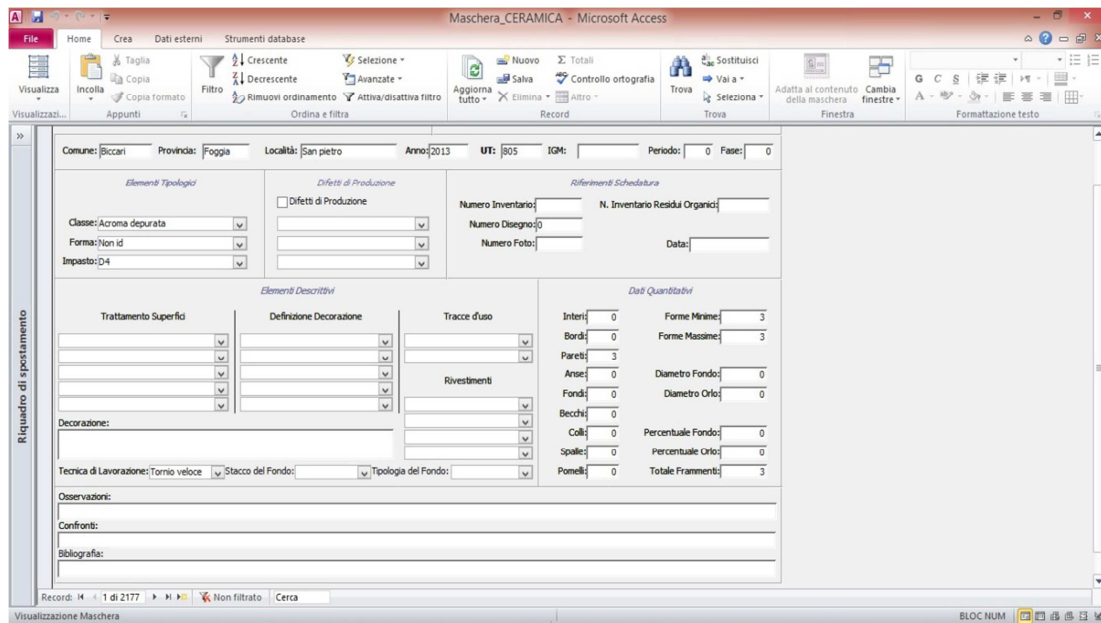 Maschera_CERAMICA - Microsoft Access
File Home Crea Dati esterni Strumenti database
Visualizza Incolla Taglia Copia Copia formato Filtro Crescente Decrescente Rimuovi ordinamento Selezione Avanzate Attiva/disattiva filtro Aggiorna tutto Nuovo Salva Elimina Totali Controllo ortografia Altro Trova Sostituisci Vai a Seleziona Adatta al contenuto della maschera Cambia finestre G C S A
Visualizzazi... Appunti Ordina e filtra Record Trova Finestra Formattazione testo
Comune: Biccari Provincia: Foggia Località: San pietro Anno: 2013 UT: 805 IGM: Periodo: 0 Fase: 0
Elementi Tipologici Difetti di Produzione Riferimenti Schedatura
Difetti di Produzione Numero Inventario: N. Inventario Residui Organici:
Classe: Acroma depurata Numero Disegno: 0
Forma: Non id Numero Foto: Data:
Impasto: D4
Elementi Descrittivi Dati Quantitativi
Trattamento Superfici Definizione Decorazione Tracce d'uso Interi: 0 Forme Minime: 3
Bordi: 0 Forme Massime: 3
Pareti: 3
Rivestimenti Anse: 0 Diametro Fondo: 0
Fondi: 0 Diametro Orlo: 0
Becchi: 0
Decorazione: Colli: 0 Percentuale Fondo: 0
Spalle: 0 Percentuale Orlo: 0
Tecnica di Lavorazione: Tornio veloce Stacco del Fondo: Tipologia del Fondo: Pomelli: 0 Totale Frammenti: 3
Osservazioni:
Confronti:
Bibliografia:
Riquadro di spostamento
Record: 1 di 2177 Non filtrato Cerca
Visualizzazione Maschera BLOC NUM